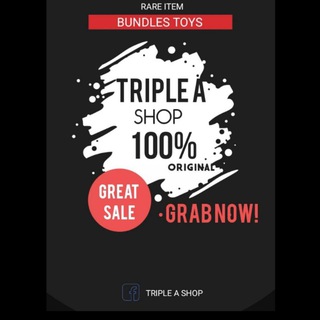 RARE ITEM
BUNDLES TOYS
TRIPLE A
SHOP
100%
ORIGINAL
GREAT
SALE
·GRAB NOW!
TRIPLE A SHOP